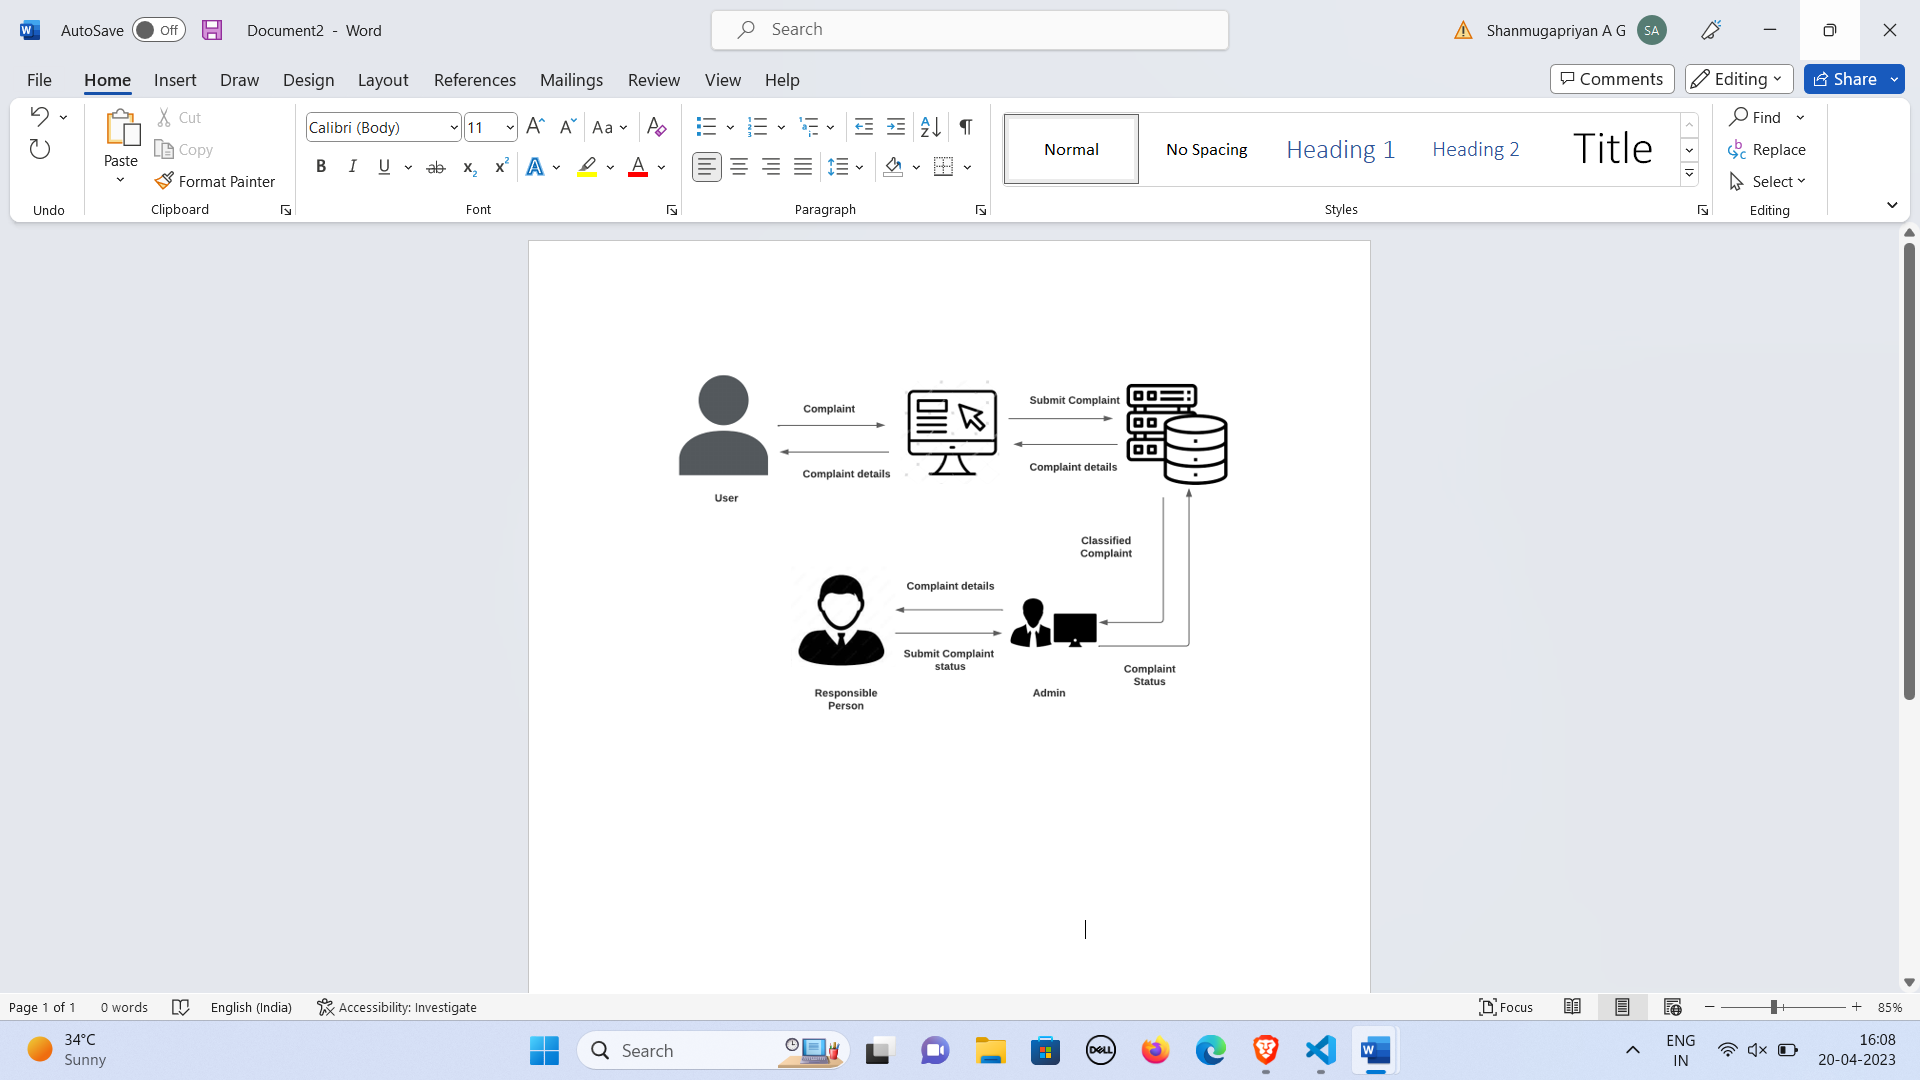 AutoSave Off Document2 - Word Search Shanmugapriyan A G SA
File Home Insert Draw Design Layout References Mailings Review View Help Comments Editing Share
Calibri (Body) 11
Paste Cut Copy Format Painter
Normal No Spacing Heading 1 Heading 2 Title
Find Replace Select
Undo Clipboard Font Paragraph Styles Editing
Complaint
Complaint details
User
Submit Complaint
Complaint details
Classified
Complaint
Complaint details
Submit Complaint
status
Responsible
Person
Admin
Complaint
Status
Page 1 of 1 0 words English (India) Accessibility: Investigate Focus 85%
34°C
Sunny
Search
DELL
ENG
IN
16:08
20-04-2023